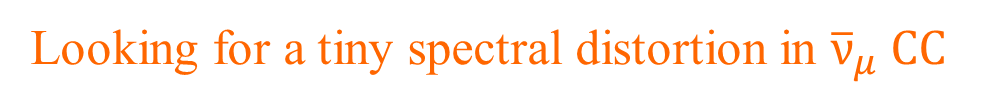 Looking for a tiny spectral distortion in ν̄_μ CC